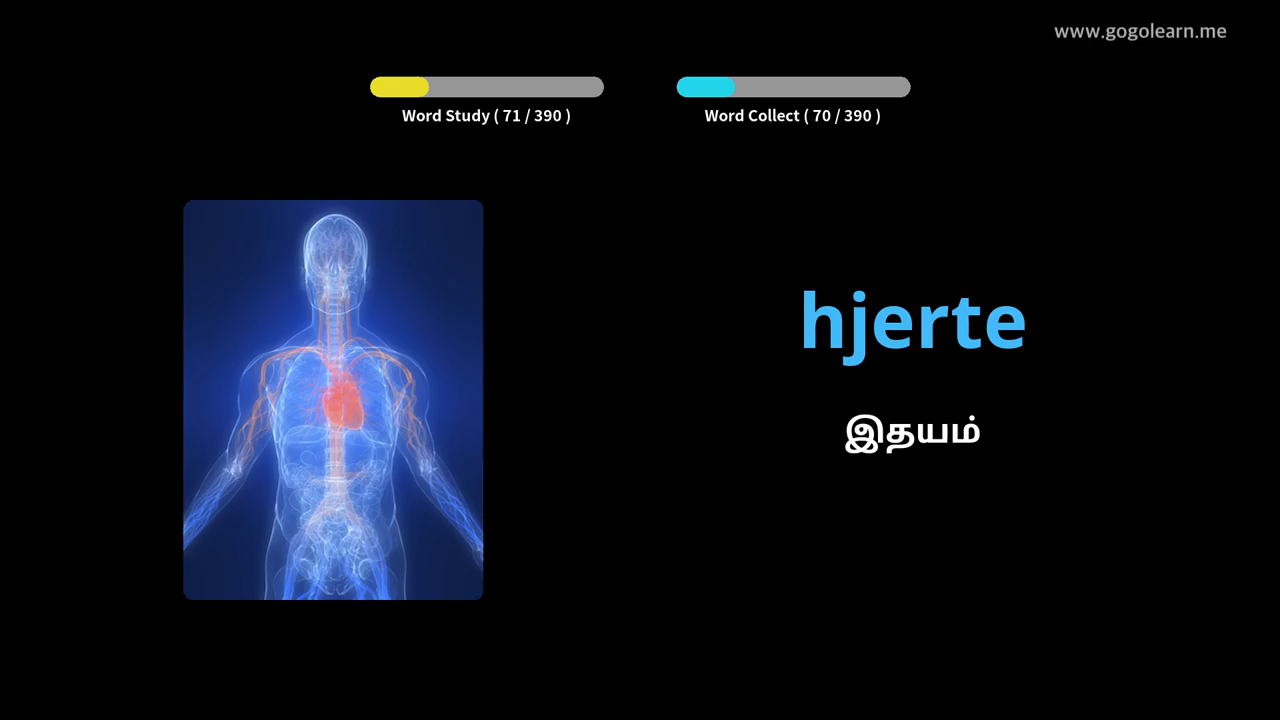 www.gogolearn.me
Word Study ( 71 / 390 )
Word Collect ( 70 / 390 )
hjerte
இதயம்